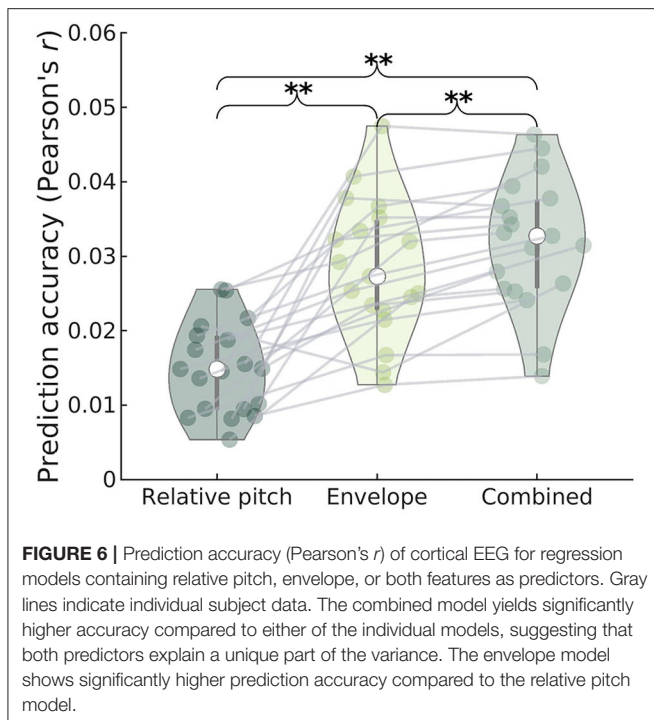 0.06
0.05
0.04
0.03
0.02
0.01
0
Prediction accuracy (Pearson's r)
**
**
**
Relative pitch
Envelope
Combined
FIGURE 6 | Prediction accuracy (Pearson's r) of cortical EEG for regression
models containing relative pitch, envelope, or both features as predictors. Gray
lines indicate individual subject data. The combined model yields significantly
higher accuracy compared to either of the individual models, suggesting that
both predictors explain a unique part of the variance. The envelope model
shows significantly higher prediction accuracy compared to the relative pitch
model.